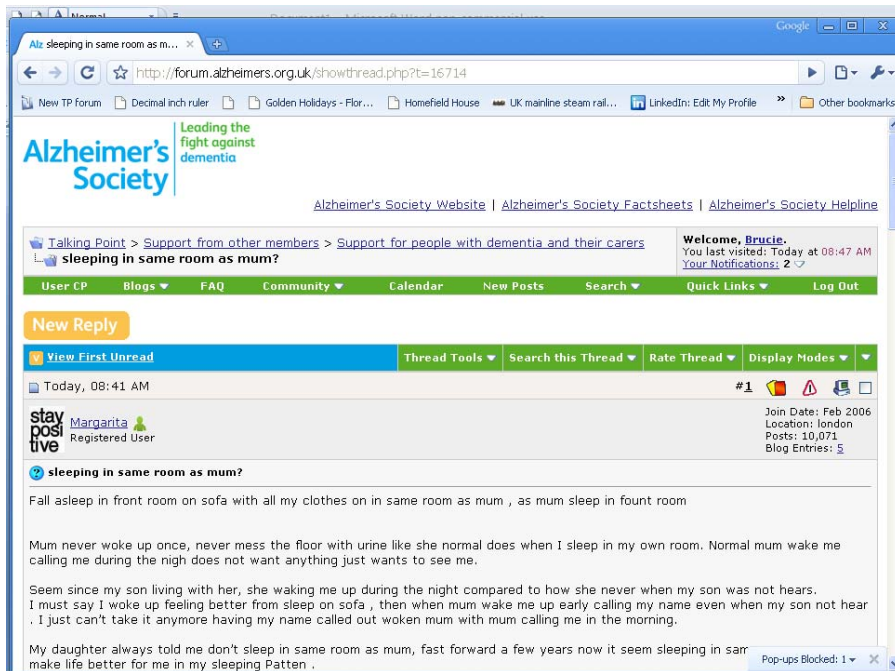 Normal
Document1 - Microsoft Word non-commercial use
Google
Alz sleeping in same room as m...
http://forum.alzheimers.org.uk/showthread.php?t=16714
New TP forum Decimal inch ruler Golden Holidays - Flor... Homefield House UK mainline steam rail... LinkedIn: Edit My Profile » Other bookmarks
Alzheimer's
Society
Leading the
fight against
dementia
Alzheimer's Society Website | Alzheimer's Society Factsheets | Alzheimer's Society Helpline
Talking Point > Support from other members > Support for people with dementia and their carers
sleeping in same room as mum?
Welcome, Brucie.
You last visited: Today at 08:47 AM
Your Notifications: 2
User CP Blogs FAQ Community Calendar New Posts Search Quick Links Log Out
New Reply
View First Unread Thread Tools Search this Thread Rate Thread Display Modes
Today, 08:41 AM #1
stay
posi
tive
Margarita
Registered User
Join Date: Feb 2006
Location: london
Posts: 10,071
Blog Entries: 5
sleeping in same room as mum?
Fall asleep in front room on sofa with all my clothes on in same room as mum , as mum sleep in fount room
Mum never woke up once, never mess the floor with urine like she normal does when I sleep in my own room. Normal mum wake me
calling me during the nigh does not want anything just wants to see me.
Seem since my son living with her, she waking me up during the night compared to how she never when my son was not hears.
I must say I woke up feeling better from sleep on sofa , then when mum wake me up early calling my name even when my son not hear
. I just can't take it anymore having my name called out woken mum with mum calling me in the morning.
My daughter always told me don't sleep in same room as mum, fast forward a few years now it seem sleeping in sam
make life better for me in my sleeping Patten .
Pop-ups Blocked: 1